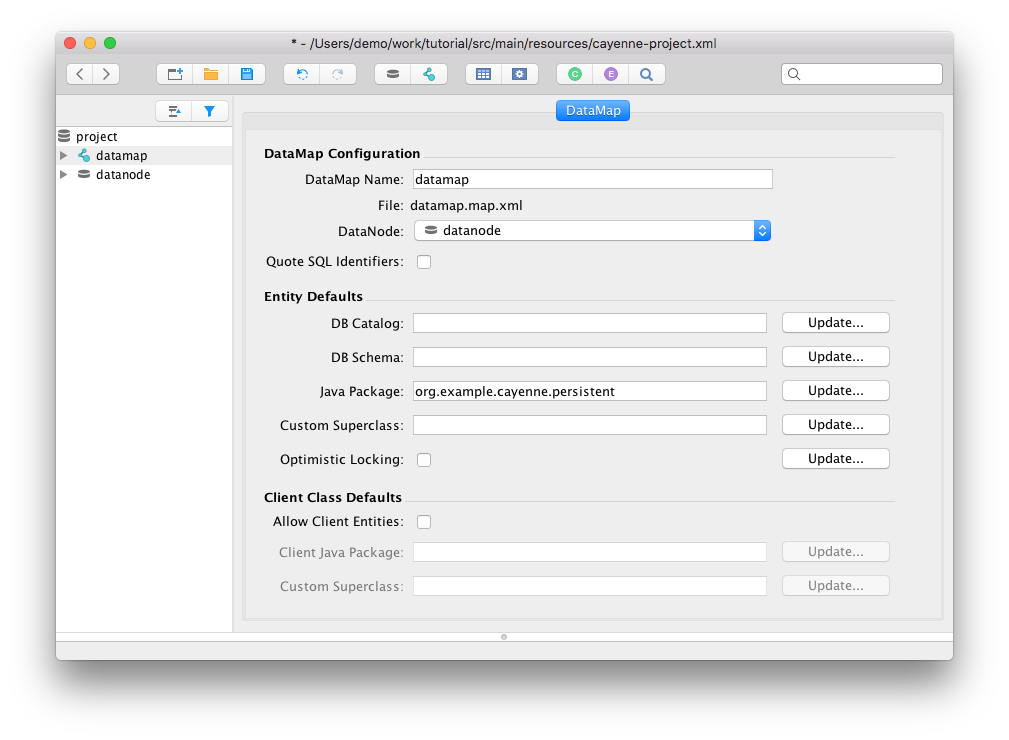 * - /Users/demo/work/tutorial/src/main/resources/cayenne-project.xml
C E
project
datamap
datanode
DataMap
DataMap Configuration
DataMap Name: datamap
File: datamap.map.xml
DataNode: datanode
Quote SQL Identifiers:
Entity Defaults
DB Catalog: Update...
DB Schema: Update...
Java Package: org.example.cayenne.persistent Update...
Custom Superclass: Update...
Optimistic Locking: Update...
Client Class Defaults
Allow Client Entities:
Client Java Package: Update...
Custom Superclass: Update...